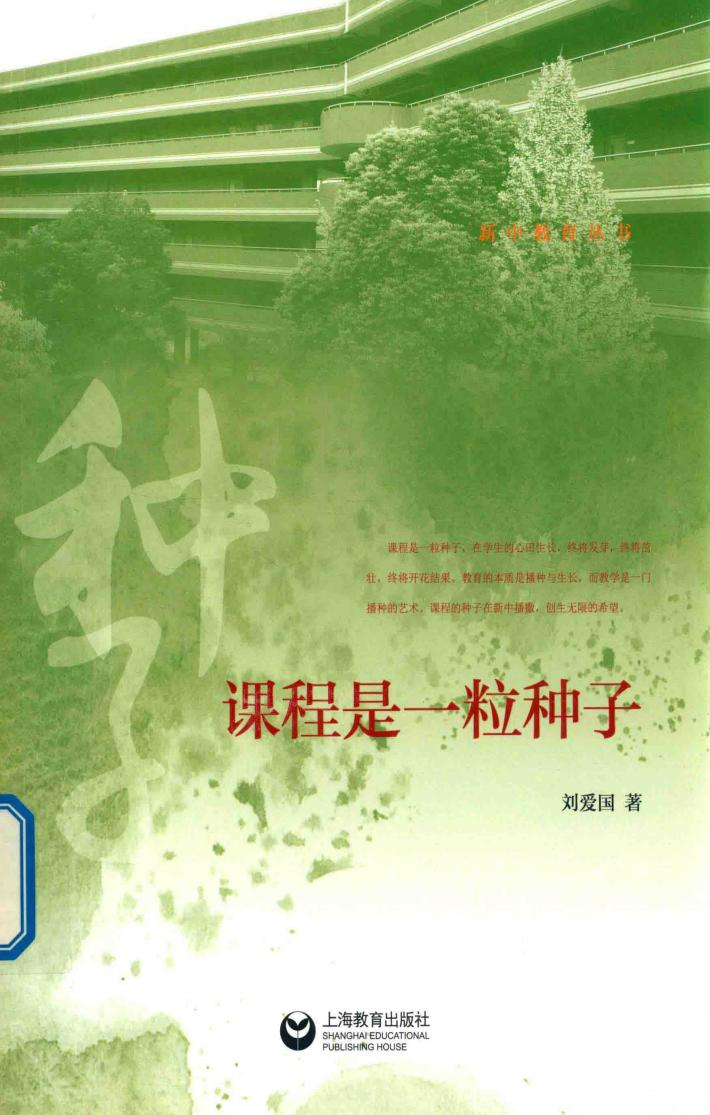 新中教育丛书
种子
课程是一粒种子，在学生的心田生长，终将发芽，终将茁
壮，终将开花结果。教育的本质是播种与生长，而教学是一门
播种的艺术。课程的种子在新中播撒，创生无限的希望。
课程是一粒种子
刘爱国 著
上海教育出版社
SHANGHAI EDUCATIONAL
PUBLISHING HOUSE